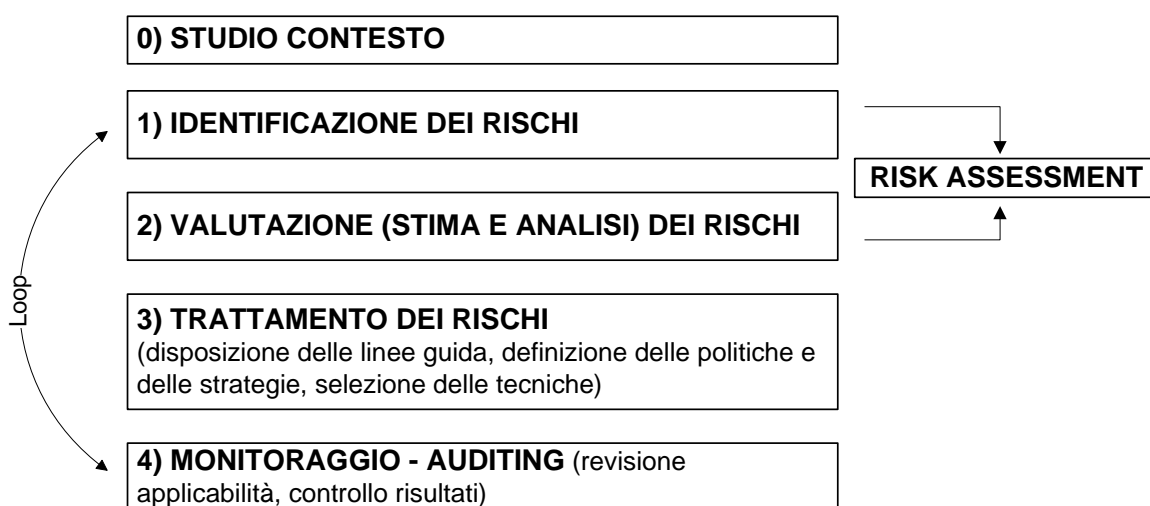 0) STUDIO CONTESTO
1) IDENTIFICAZIONE DEI RISCHI
RISK ASSESSMENT
2) VALUTAZIONE (STIMA E ANALISI) DEI RISCHI
Loop
3) TRATTAMENTO DEI RISCHI
(disposizione delle linee guida, definizione delle politiche e
delle strategie, selezione delle tecniche)
4) MONITORAGGIO - AUDITING (revisione
applicabilità, controllo risultati)